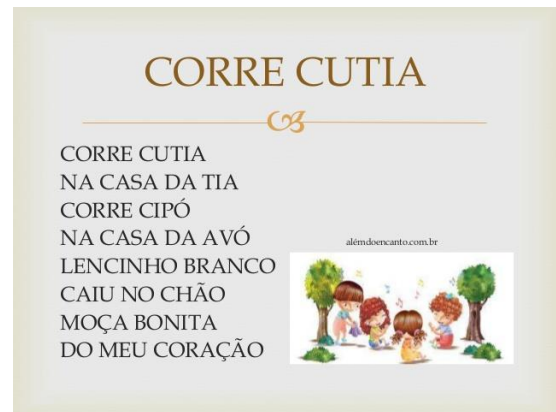 CORRE CUTIA
CORRE CUTIA
NA CASA DA TIA
CORRE CIPÓ
NA CASA DA AVÓ
LENCINHO BRANCO
CAIU NO CHÃO
MOÇA BONITA
DO MEU CORAÇÃO
alémdoencanto.com.br